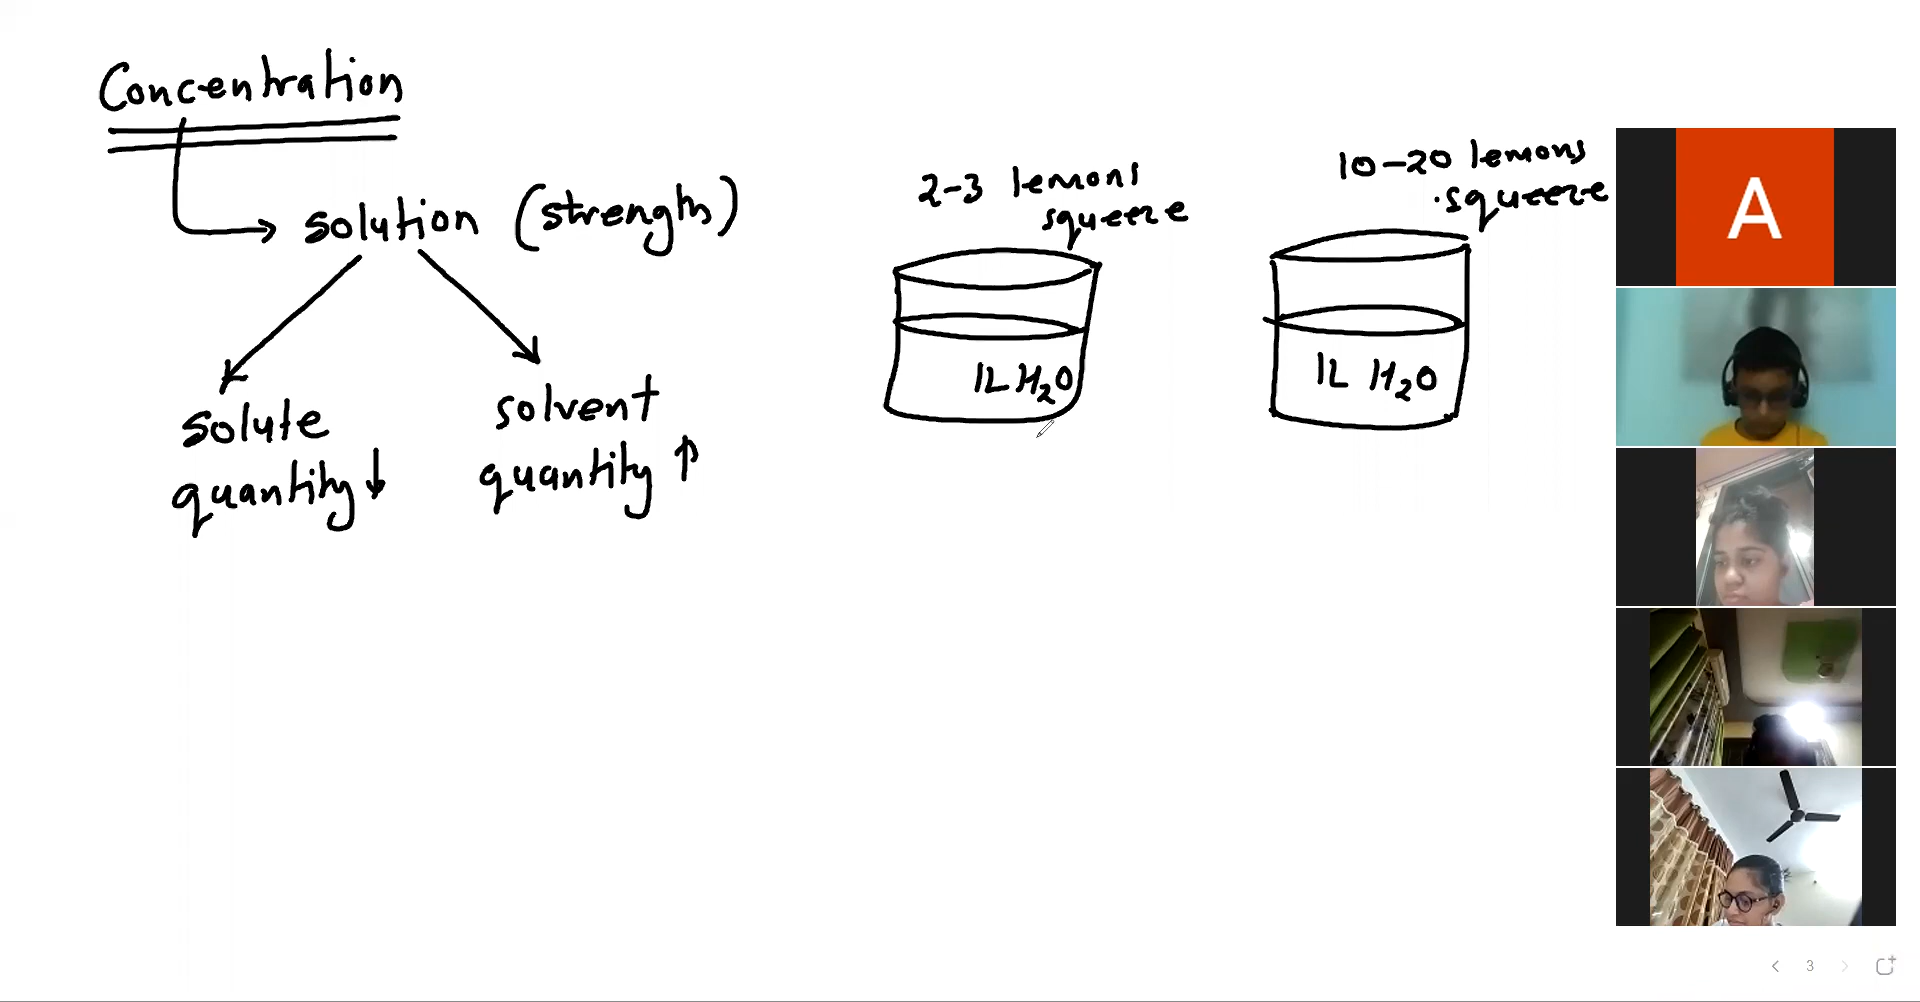 Concentration
solution (strength)
solute
quantity ↓
solvent
quantity ↑
2-3 lemons
squeeze
1L H₂O
10-20 lemons
squeeze
1L H₂O
A
3